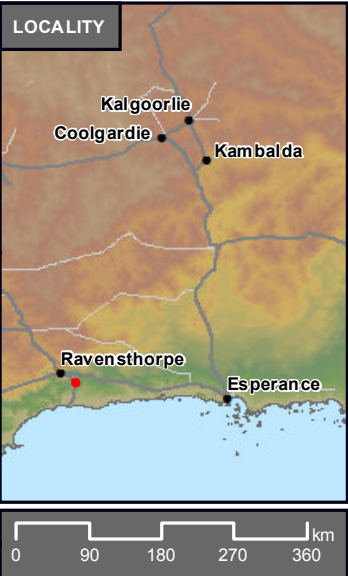 LOCALITY
Kalgoorlie
Coolgardie
Kambalda
Ravensthorpe
Esperance
km
0 90 180 270 360